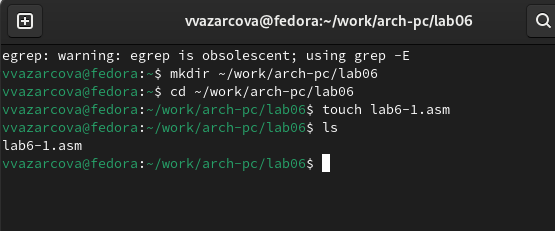 vvazarcova@fedora:~/work/arch-pc/lab06
egrep: warning: egrep is obsolescent; using grep -E
vvazarcova@fedora:~$ mkdir ~/work/arch-pc/lab06
vvazarcova@fedora:~$ cd ~/work/arch-pc/lab06
vvazarcova@fedora:~/work/arch-pc/lab06$ touch lab6-1.asm
vvazarcova@fedora:~/work/arch-pc/lab06$ ls
lab6-1.asm
vvazarcova@fedora:~/work/arch-pc/lab06$